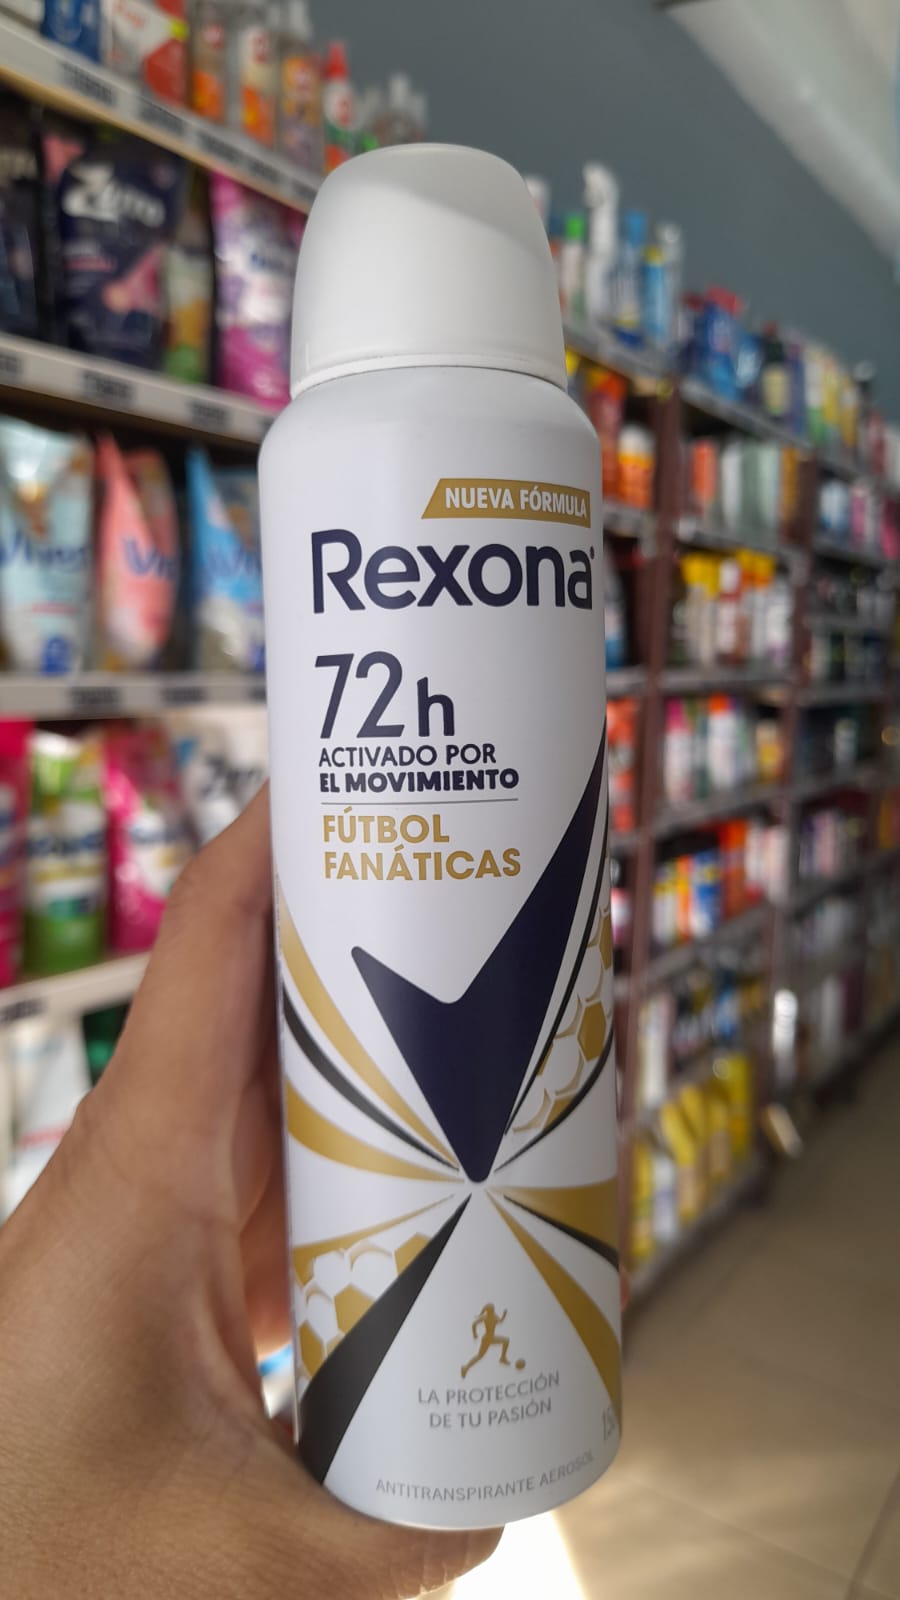 NUEVA FÓRMULA
Rexona
72h
ACTIVADO POR
EL MOVIMIENTO
FÚTBOL
FANÁTICAS
LA PROTECCIÓN
DE TU PASIÓN
ANTITRANSPIRANTE AEROSOL